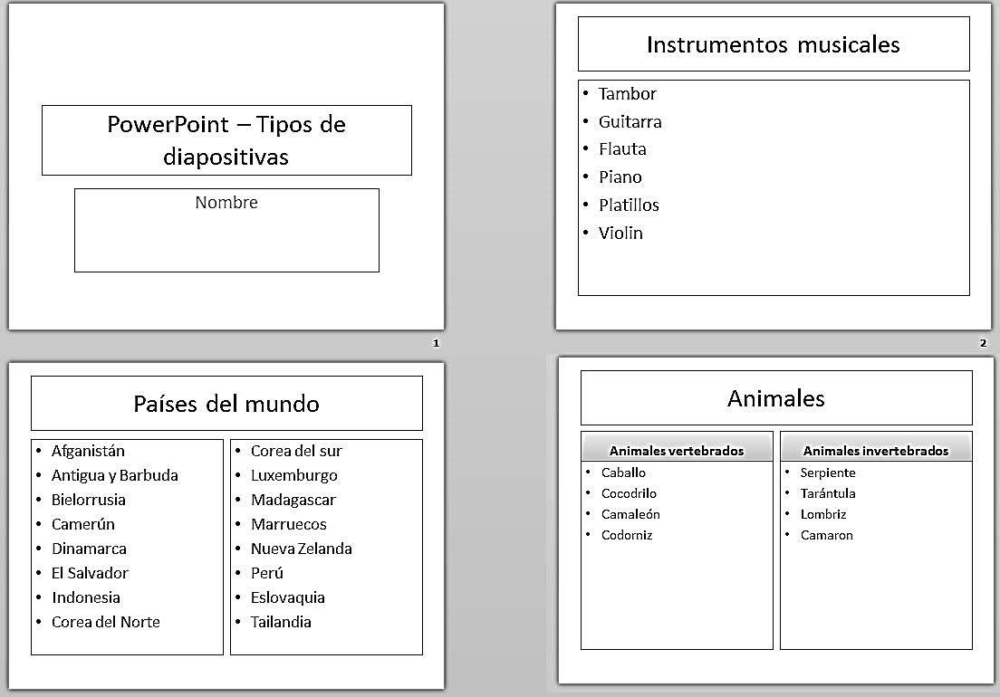 PowerPoint – Tipos de
diapositivas
Nombre
1
Instrumentos musicales
• Tambor
• Guitarra
• Flauta
• Piano
• Platillos
• Violin
2
Países del mundo
• Afganistán
• Antigua y Barbuda
• Bielorrusia
• Camerún
• Dinamarca
• El Salvador
• Indonesia
• Corea del Norte
• Corea del sur
• Luxemburgo
• Madagascar
• Marruecos
• Nueva Zelanda
• Perú
• Eslovaquia
• Tailandia
Animales
Animales vertebrados
• Caballo
• Cocodrilo
• Camaleón
• Codorniz
Animales invertebrados
• Serpiente
• Tarántula
• Lombriz
• Camaron